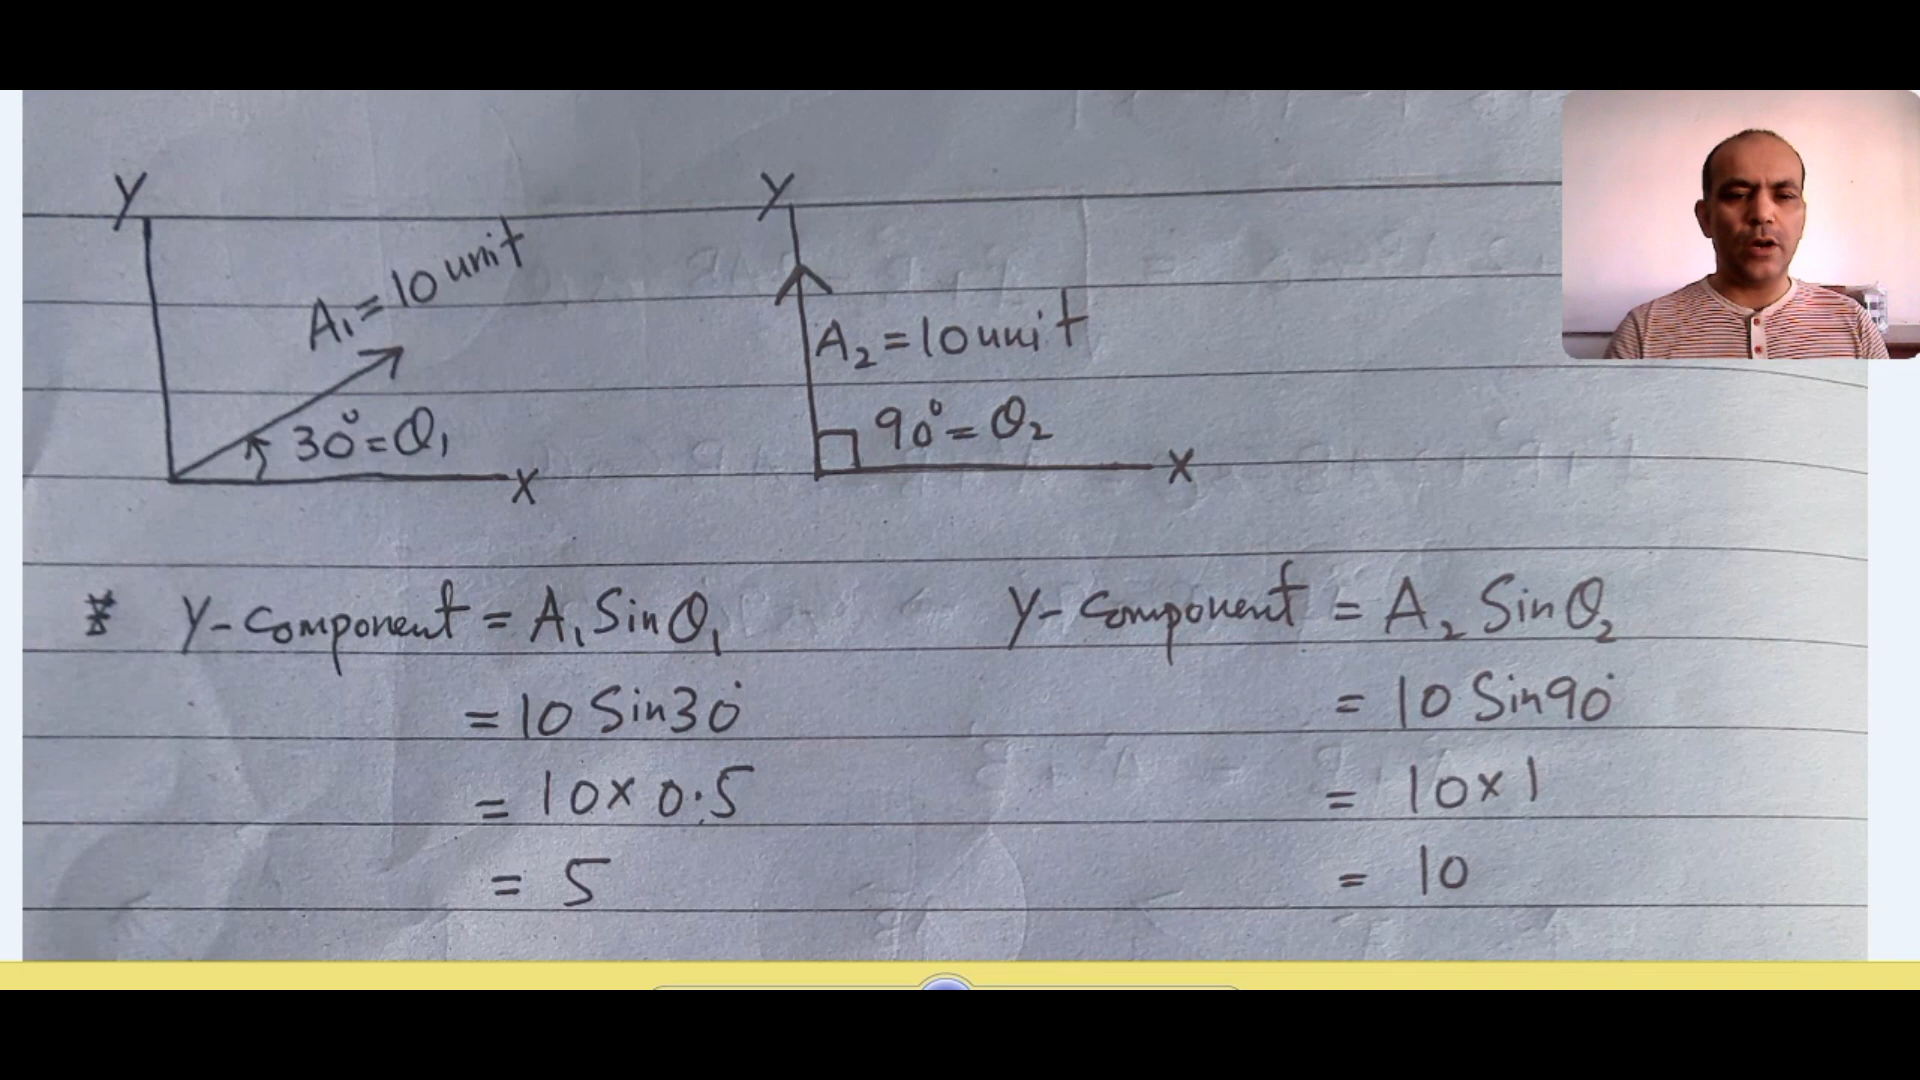 Y
A₁ = 10 unit
30° = θ₁
X
Y
A₂ = 10 unit
90° = θ₂
X
* Y-Component = A₁ Sin θ₁
= 10 Sin 30°
= 10 × 0.5
= 5
Y-Component = A₂ Sin θ₂
= 10 Sin 90°
= 10 × 1
= 10